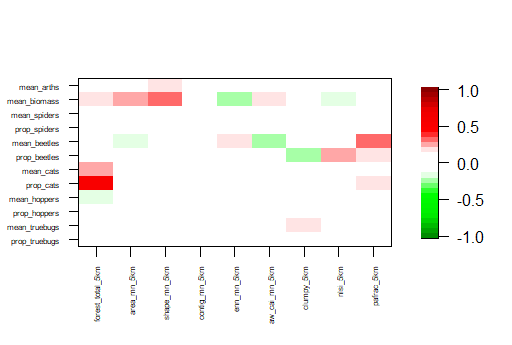 mean_arths
mean_biomass
mean_spiders
prop_spiders
mean_beetles
prop_beetles
mean_cats
prop_cats
mean_hoppers
prop_hoppers
mean_truebugs
prop_truebugs
forest_total_5km
area_mn_5km
shape_mn_5km
contig_mn_5km
enn_mn_5km
aw_cai_mn_5km
clumpy_5km
nlsi_5km
pafrac_5km
1.0
0.5
0.0
-0.5
-1.0